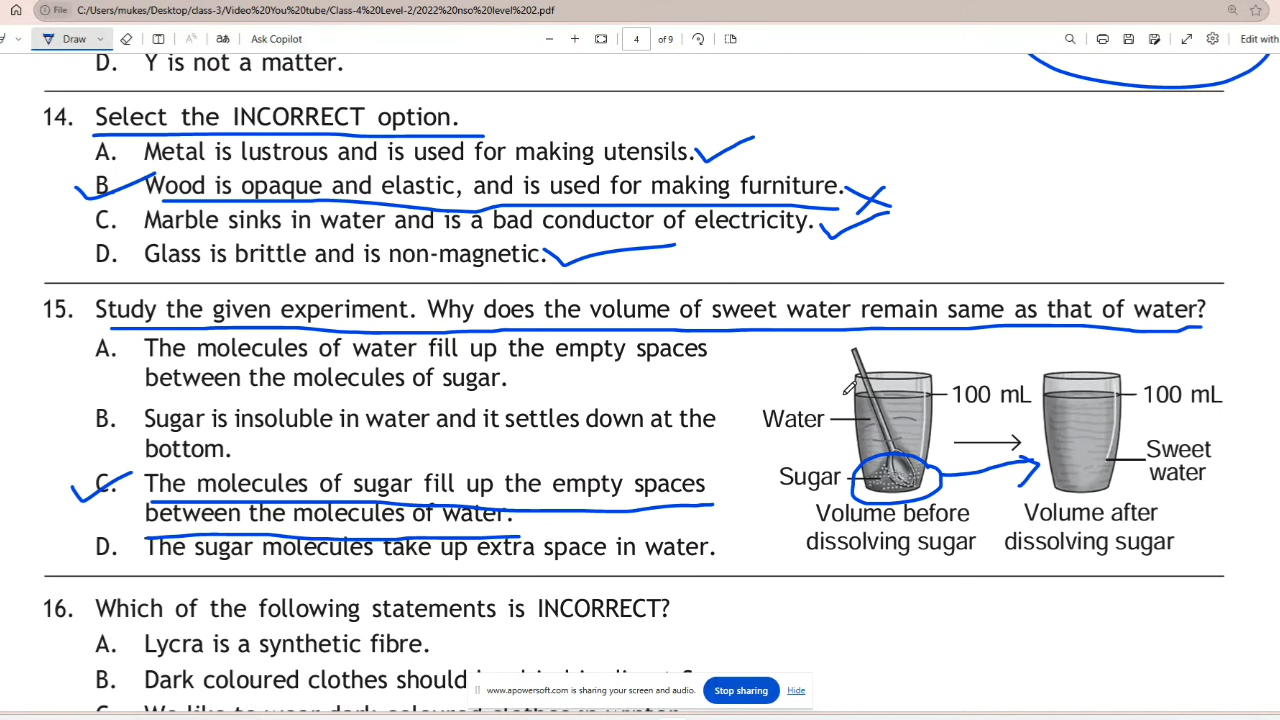 File C:/Users/mukes/Desktop/class-3/Video%20You%20tube/Class-4%20Level-2/2022%20nso%20level%202.pdf
Draw Ask Copilot 4 of 9 Edit with
D. Y is not a matter.
14. Select the INCORRECT option.
A. Metal is lustrous and is used for making utensils.
B. Wood is opaque and elastic, and is used for making furniture.
C. Marble sinks in water and is a bad conductor of electricity.
D. Glass is brittle and is non-magnetic.
15. Study the given experiment. Why does the volume of sweet water remain same as that of water?
A. The molecules of water fill up the empty spaces
between the molecules of sugar.
B. Sugar is insoluble in water and it settles down at the
bottom.
C. The molecules of sugar fill up the empty spaces
between the molecules of water.
D. The sugar molecules take up extra space in water.
100 mL
100 mL
Water
Sugar
Sweet
water
Volume before
dissolving sugar
Volume after
dissolving sugar
16. Which of the following statements is INCORRECT?
A. Lycra is a synthetic fibre.
B. Dark coloured clothes should
www.apowersoft.com is sharing your screen and audio. Stop sharing Hide